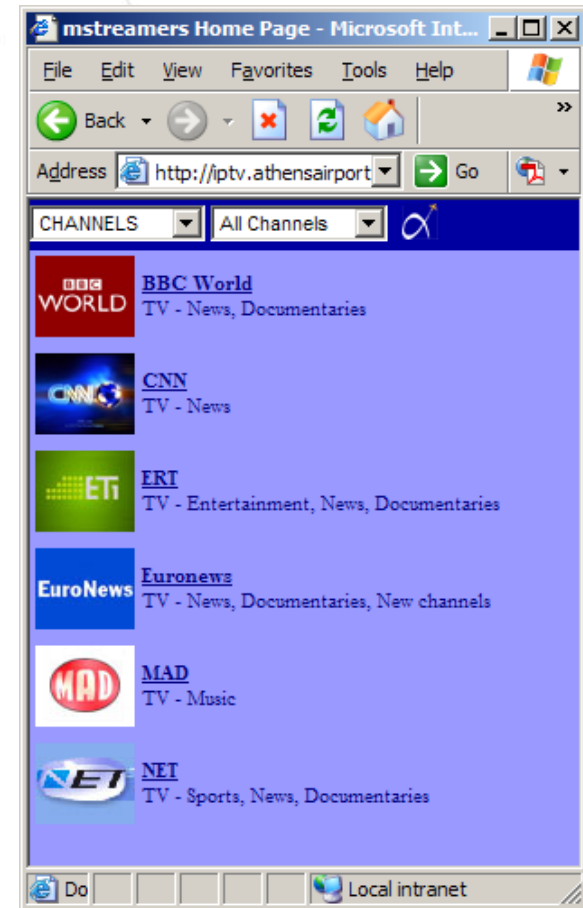 mstreamers Home Page - Microsoft Int...
File Edit View Favorites Tools Help
Back »
Address http://iptv.athensairport Go
CHANNELS All Channels
BBC WORLD
BBC World
TV - News, Documentaries
CNN
CNN
TV - News
ERT
TV - Entertainment, News, Documentaries
EuroNews
Euronews
TV - News, Documentaries, New channels
MAD
MAD
TV - Music
NET
NET
TV - Sports, News, Documentaries
Do Local intranet